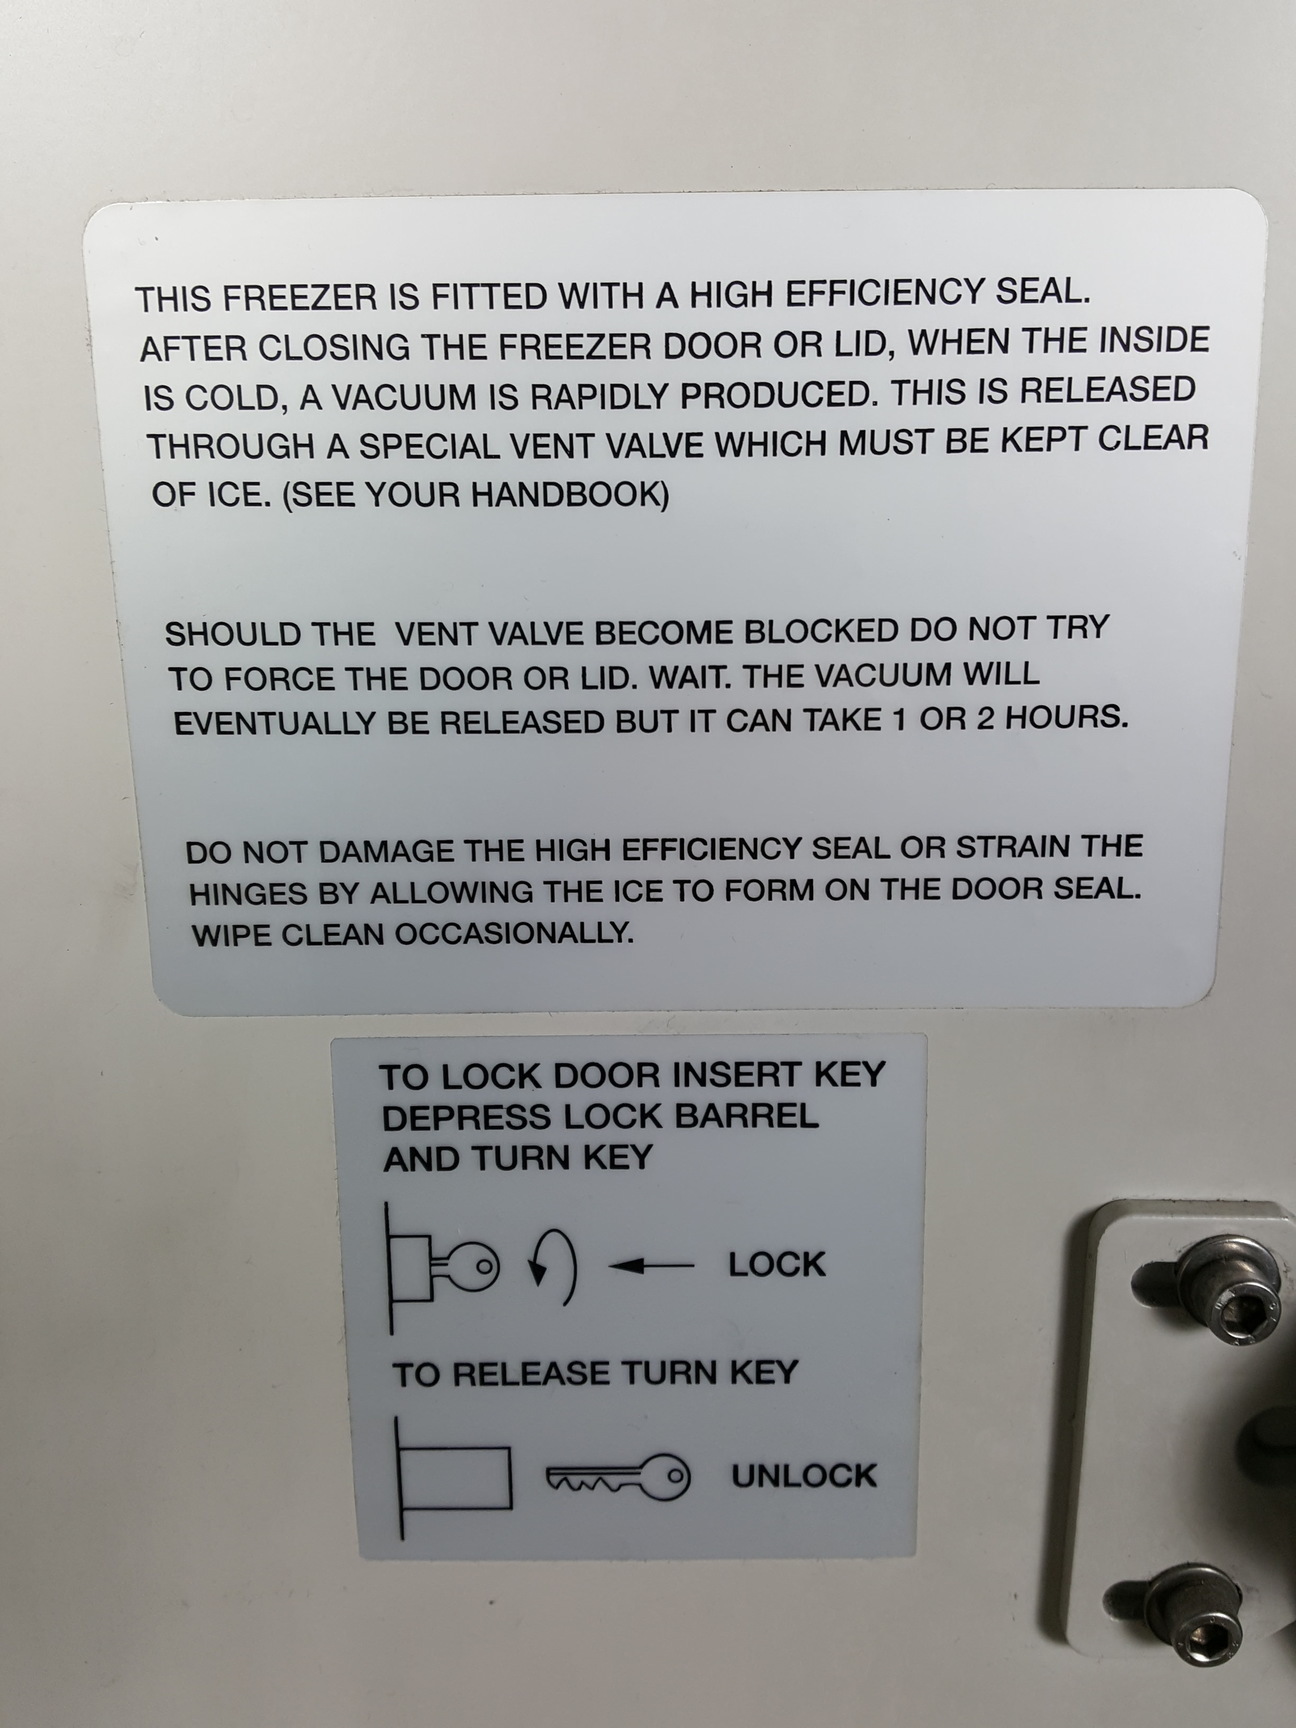 THIS FREEZER IS FITTED WITH A HIGH EFFICIENCY SEAL.
AFTER CLOSING THE FREEZER DOOR OR LID, WHEN THE INSIDE
IS COLD, A VACUUM IS RAPIDLY PRODUCED. THIS IS RELEASED
THROUGH A SPECIAL VENT VALVE WHICH MUST BE KEPT CLEAR
OF ICE. (SEE YOUR HANDBOOK)
SHOULD THE VENT VALVE BECOME BLOCKED DO NOT TRY
TO FORCE THE DOOR OR LID. WAIT. THE VACUUM WILL
EVENTUALLY BE RELEASED BUT IT CAN TAKE 1 OR 2 HOURS.
DO NOT DAMAGE THE HIGH EFFICIENCY SEAL OR STRAIN THE
HINGES BY ALLOWING THE ICE TO FORM ON THE DOOR SEAL.
WIPE CLEAN OCCASIONALLY.
TO LOCK DOOR INSERT KEY
DEPRESS LOCK BARREL
AND TURN KEY
LOCK
TO RELEASE TURN KEY
UNLOCK